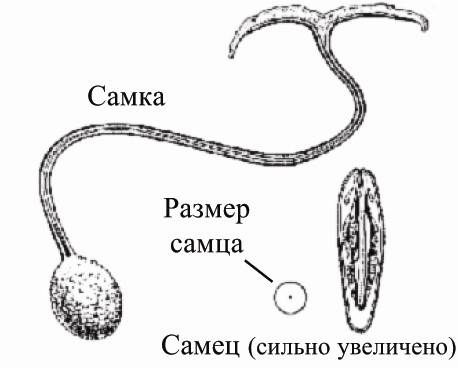 Самка
Размер
самца
Самец (сильно увеличено)